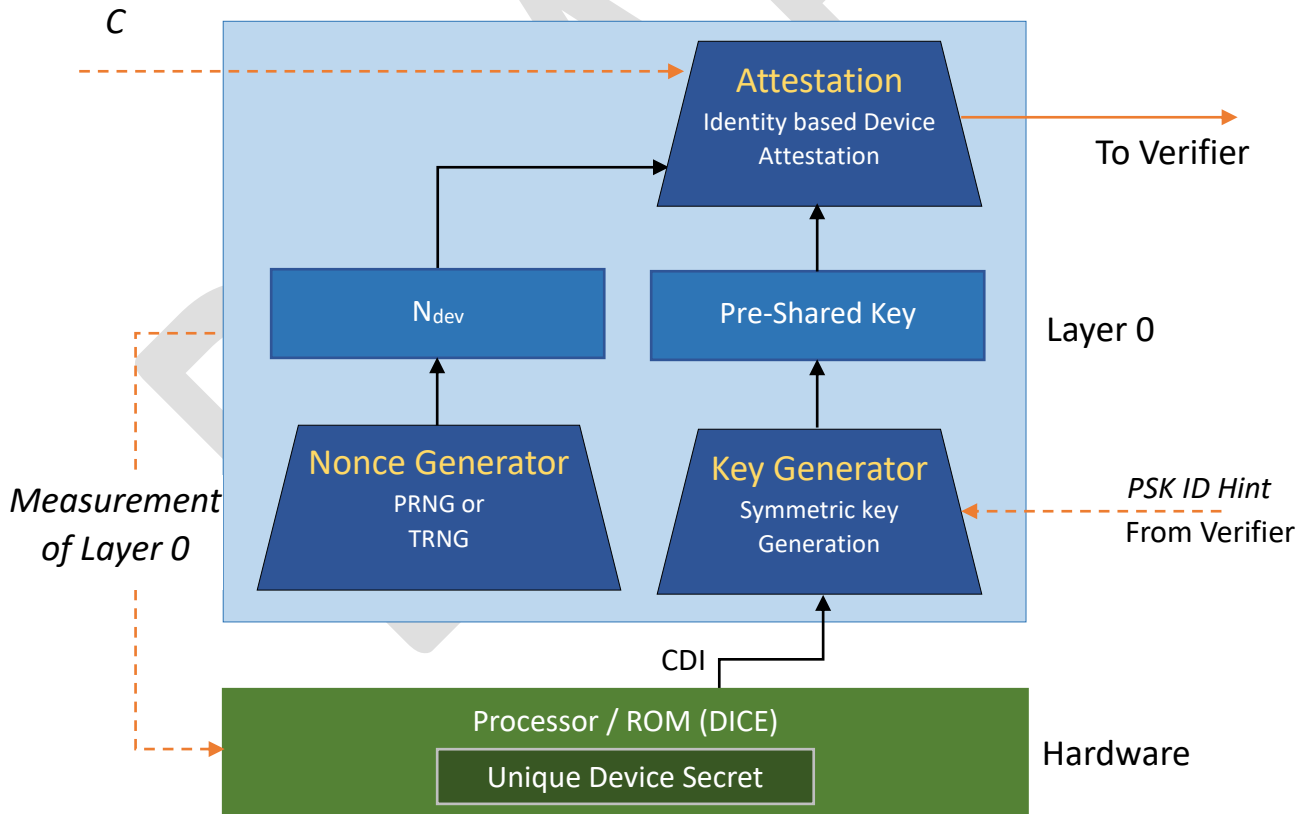 C
Attestation
Identity based Device
Attestation
To Verifier
N_dev
Pre-Shared Key
Layer 0
Nonce Generator
PRNG or
TRNG
Key Generator
Symmetric key
Generation
Measurement
of Layer 0
PSK ID Hint
From Verifier
CDI
Processor / ROM (DICE)
Unique Device Secret
Hardware